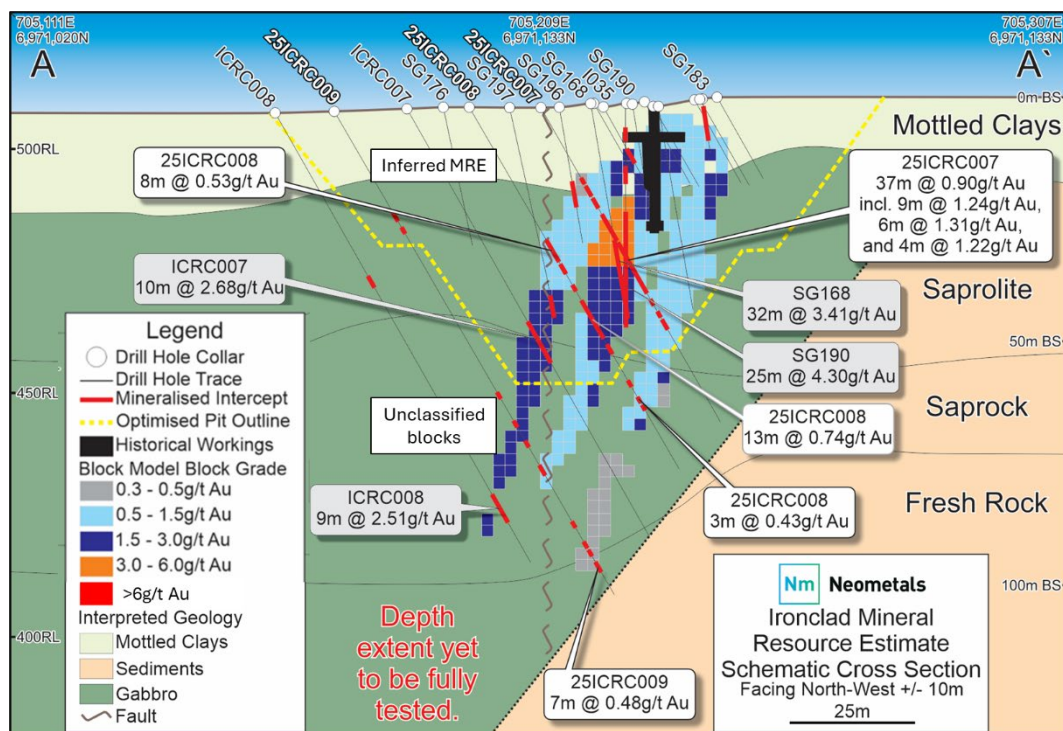 705,111E
6,971,020N
705,209E
6,971,133N
705,307E
6,971,133N
A
A`
ICRC008
25ICRC009
ICRC007
SG176
25ICRC008
SG197
25ICRC007
SG196
SG168
I035
SG190
SG183
0m BS
Mottled Clays
500RL
Inferred MRE
25ICRC008
8m @ 0.53g/t Au
25ICRC007
37m @ 0.90g/t Au
incl. 9m @ 1.24g/t Au,
6m @ 1.31g/t Au,
and 4m @ 1.22g/t Au
ICRC007
10m @ 2.68g/t Au
SG168
32m @ 3.41g/t Au
Saprolite
50m BS
SG190
25m @ 4.30g/t Au
450RL
Unclassified
blocks
25ICRC008
13m @ 0.74g/t Au
Saprock
ICRC008
9m @ 2.51g/t Au
25ICRC008
3m @ 0.43g/t Au
Fresh Rock
100m BS
400RL
Depth
extent yet
to be fully
tested.
25ICRC009
7m @ 0.48g/t Au
Legend
Drill Hole Collar
Drill Hole Trace
Mineralised Intercept
Optimised Pit Outline
Historical Workings
Block Model Block Grade
0.3 - 0.5g/t Au
0.5 - 1.5g/t Au
1.5 - 3.0g/t Au
3.0 - 6.0g/t Au
>6g/t Au
Interpreted Geology
Mottled Clays
Sediments
Gabbro
Fault
Nm Neometals
Ironclad Mineral
Resource Estimate
Schematic Cross Section
Facing North-West +/- 10m
25m